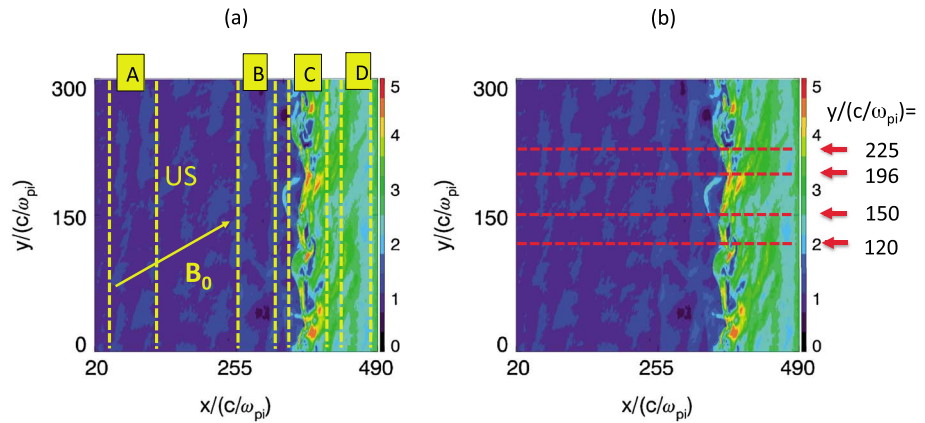 (a)
A B C D
300
150
0
y/(c/ω_pi)
US
B_0
5
4
3
2
1
0
20 255 490
x/(c/ω_pi)
(b)
300
150
0
y/(c/ω_pi)
5
4
3
2
1
0
20 255 490
x/(c/ω_pi)
y/(c/ω_pi)=
225
196
150
120